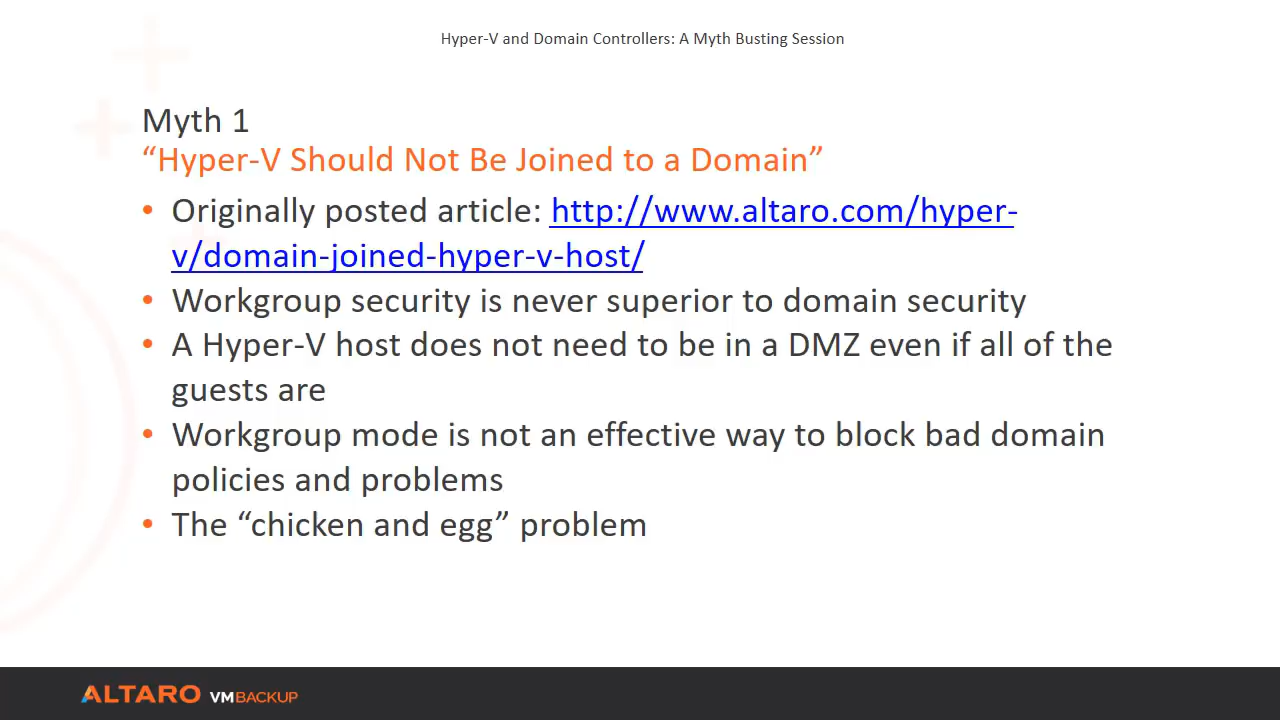 Hyper-V and Domain Controllers: A Myth Busting Session
Myth 1
“Hyper-V Should Not Be Joined to a Domain”
• Originally posted article: http://www.altaro.com/hyper-
v/domain-joined-hyper-v-host/
• Workgroup security is never superior to domain security
• A Hyper-V host does not need to be in a DMZ even if all of the
guests are
• Workgroup mode is not an effective way to block bad domain
policies and problems
• The “chicken and egg” problem
ALTARO VMBACKUP